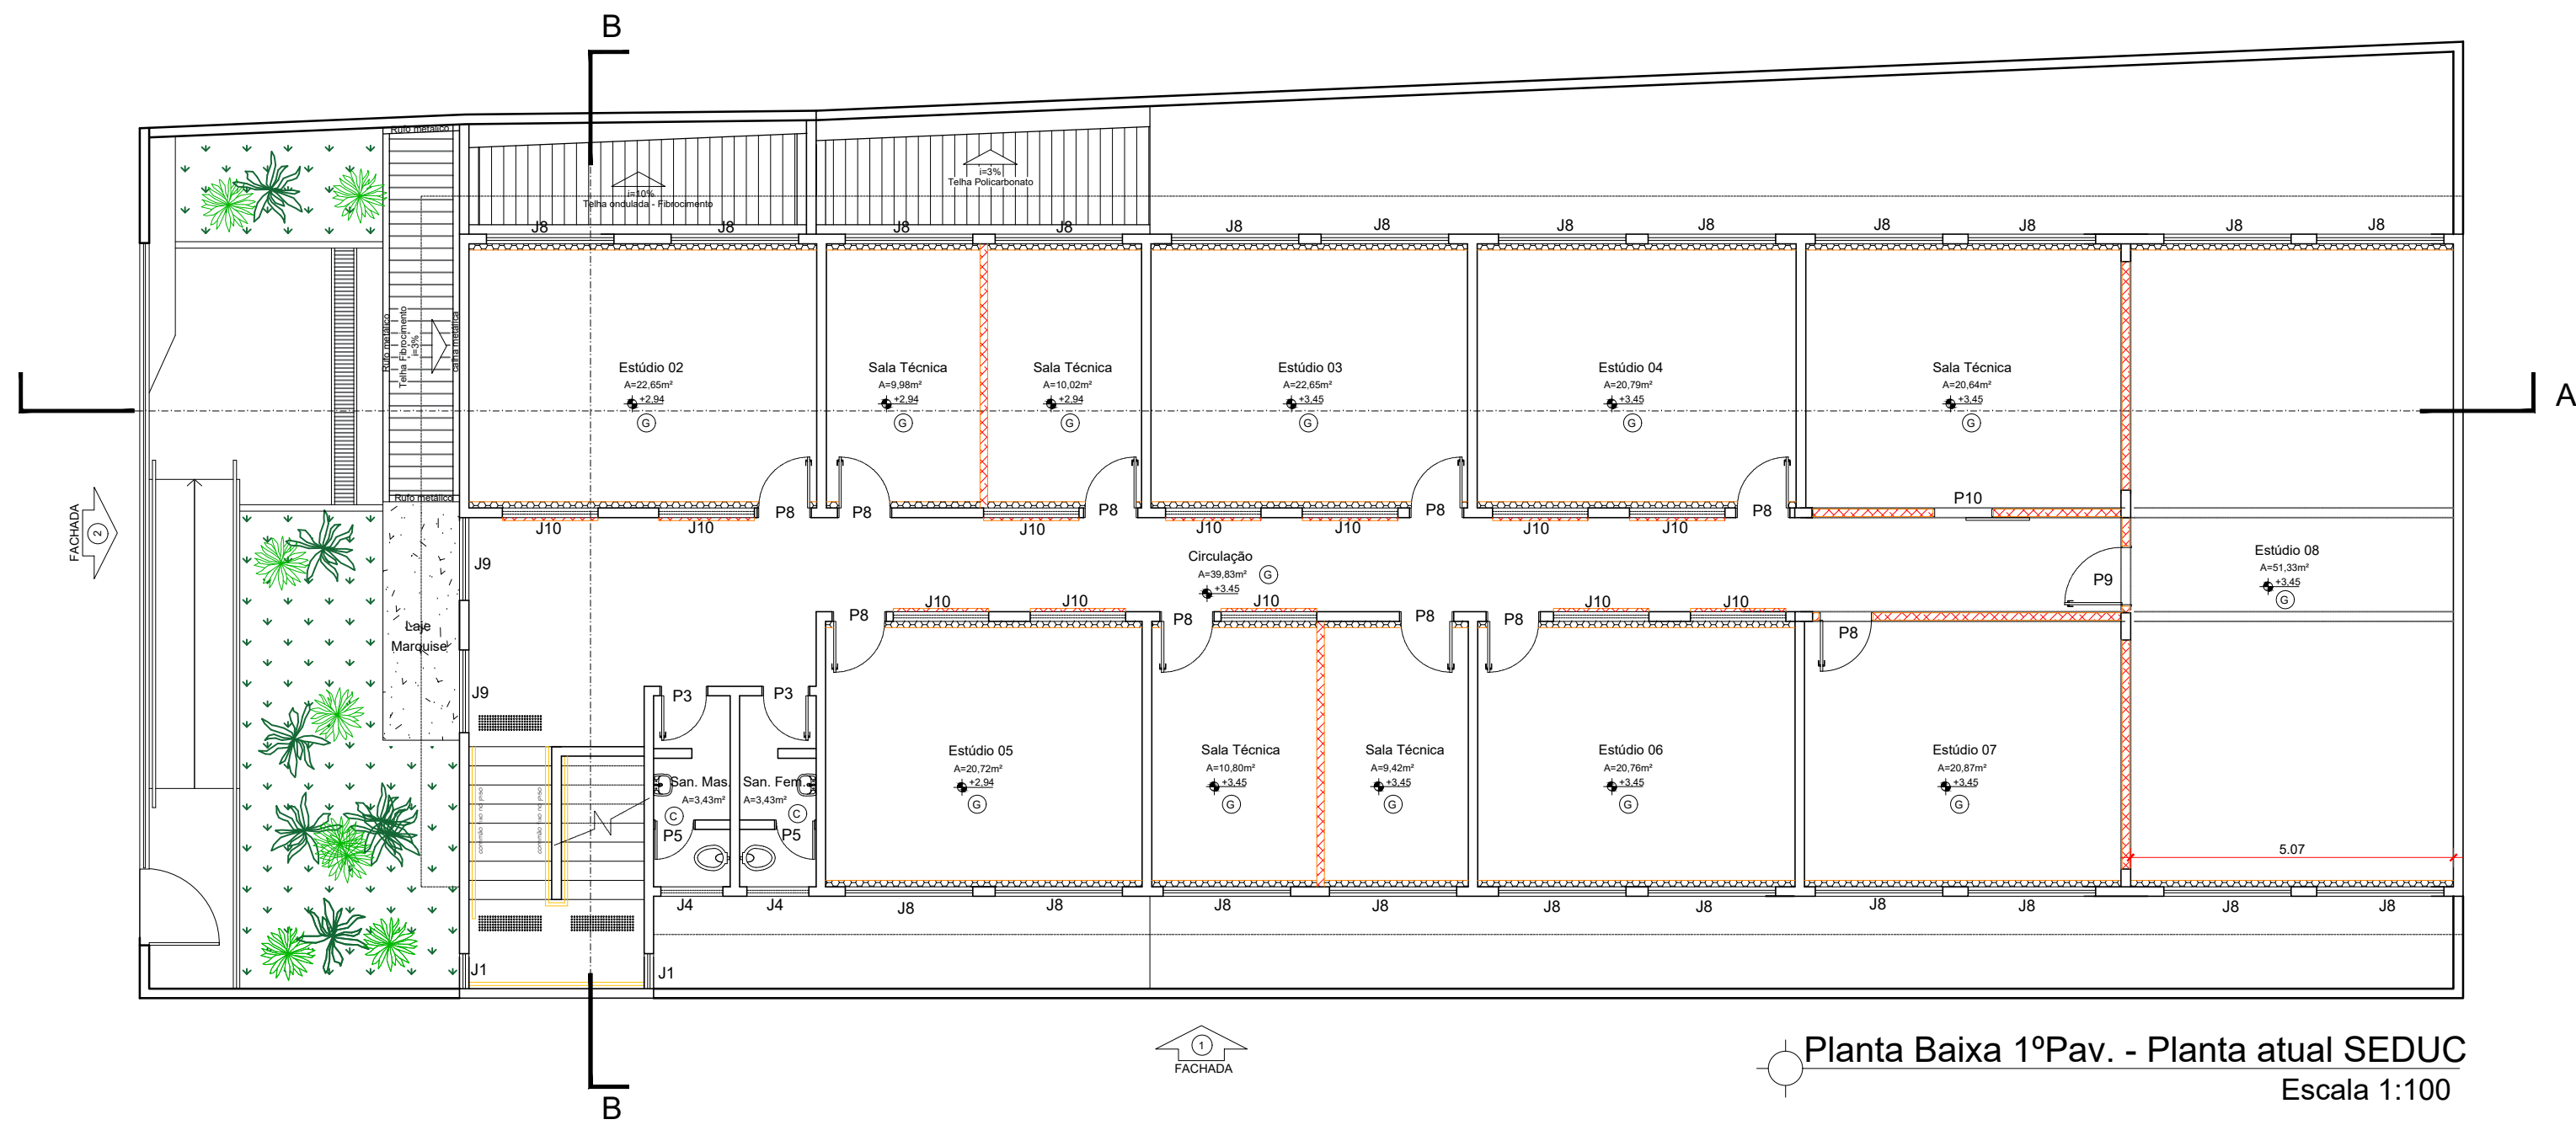 B
Rufo metálico
i=3%
Telha Policarbonato
i=10%
Telha ondulada - Fibrocimento
J8
J8
J8
J8
J8
J8
J8
J8
J8
J8
J8
J8
Rufo metálico
Telha Fibrocimento
i=3%
calha metálica
Estúdio 02
A=22,65m²
+2,94
G
Sala Técnica
A=9,98m²
+2,94
G
Sala Técnica
A=10,02m²
+2,94
G
Estúdio 03
A=22,65m²
+3,45
G
Estúdio 04
A=20,79m²
+3,45
G
Sala Técnica
A=20,64m²
+3,45
G
A
Rufo metálico
P8
P8
P8
P8
P8
P10
J10
J10
J10
J10
J10
J10
J10
FACHADA
2
J9
Circulação
A=39,83m²
G
+3,45
Estúdio 08
A=51,33m²
+3,45
G
P9
J10
J10
J10
J10
J10
P8
P8
P8
P8
P8
Laje
Marquise
J9
P3
P3
Estúdio 05
A=20,72m²
+2,94
G
Sala Técnica
A=10,80m²
+3,45
G
Sala Técnica
A=9,42m²
+3,45
G
Estúdio 06
A=20,76m²
+3,45
G
Estúdio 07
A=20,87m²
+3,45
G
San. Mas.
A=3,43m²
C
San. Fem.
A=3,43m²
C
P5
P5
5.07
J4
J4
J8
J8
J8
J8
J8
J8
J8
J8
J8
J8
J1
J1
1
FACHADA
B
Planta Baixa 1ºPav. - Planta atual SEDUC
Escala 1:100